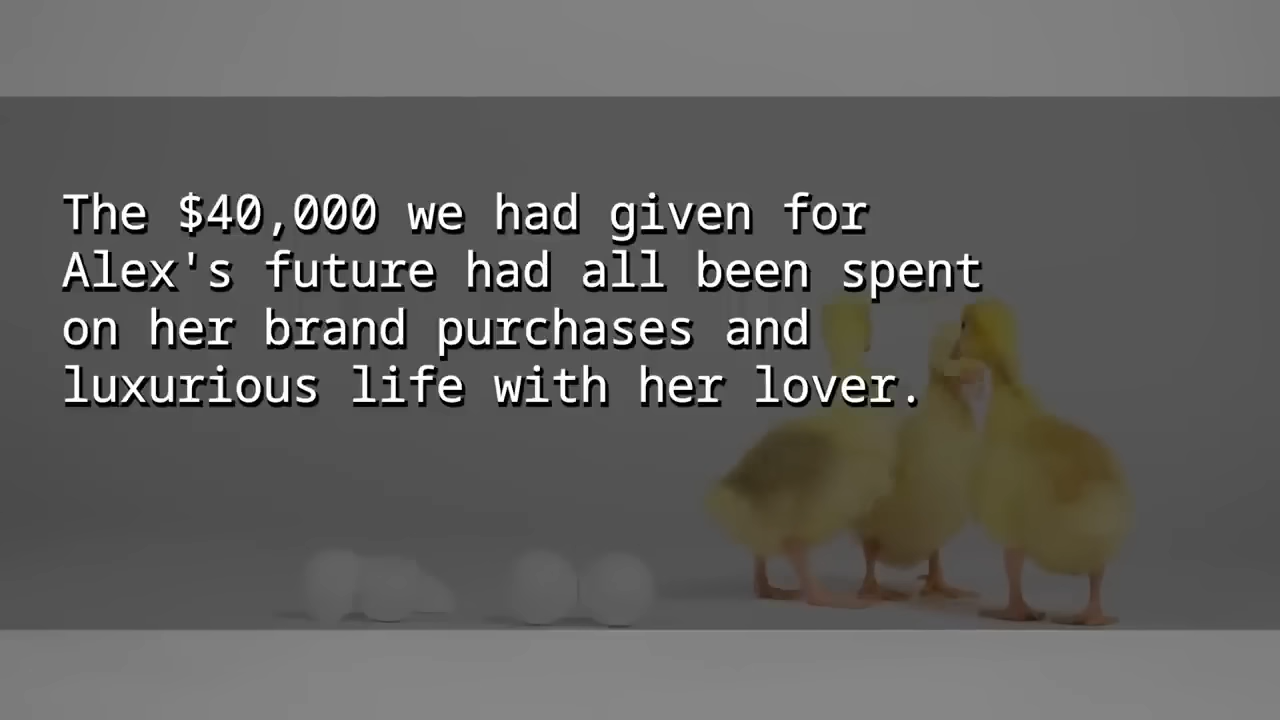 The $40,000 we had given for
Alex's future had all been spent
on her brand purchases and
luxurious life with her lover.